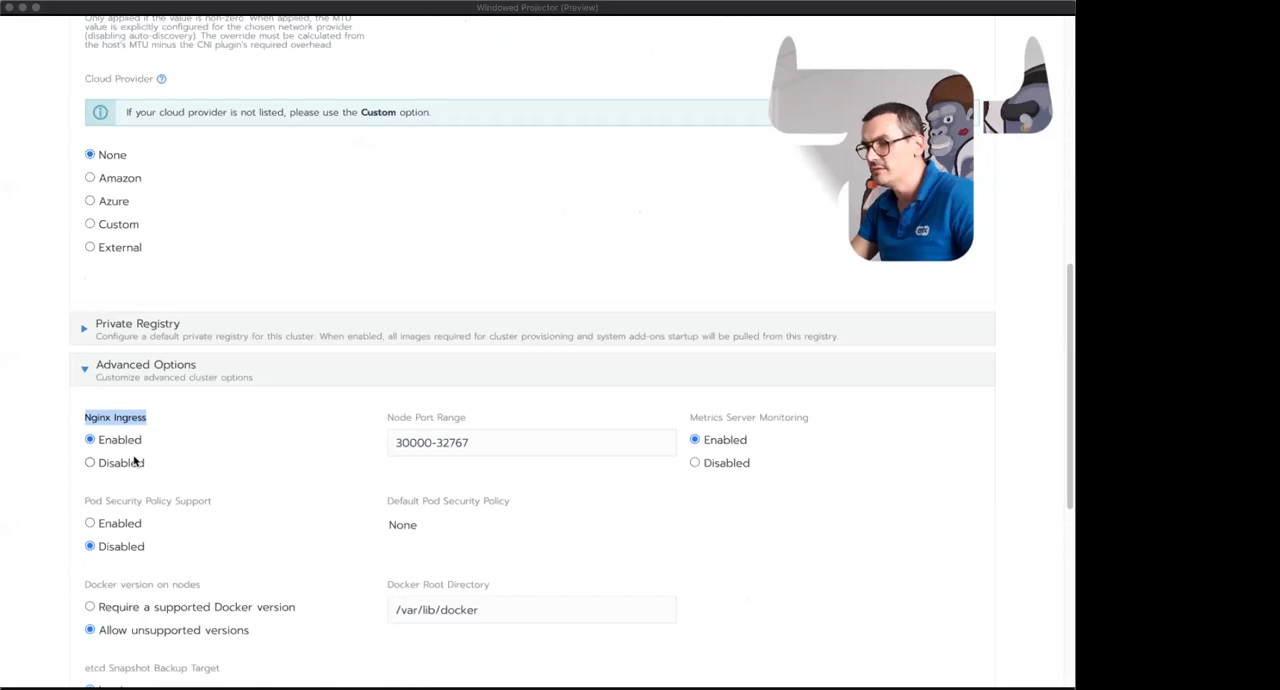 Windowed Projector (Preview)
Only applied if the value is non-zero. When applied, the MTU
value is explicitly configured for the chosen network provider
(disabling auto-discovery). The override must be calculated from
the host's MTU minus the CNI plugin's required overhead.
Cloud Provider
If your cloud provider is not listed, please use the Custom option.
None
Amazon
Azure
Custom
External
Private Registry
Configure a default private registry for this cluster. When enabled, all images required for cluster provisioning and system add-ons startup will be pulled from this registry.
Advanced Options
Customize advanced cluster options
Nginx Ingress
Enabled
Disabled
Node Port Range
30000-32767
Metrics Server Monitoring
Enabled
Disabled
Pod Security Policy Support
Enabled
Disabled
Default Pod Security Policy
None
Docker version on nodes
Require a supported Docker version
Allow unsupported versions
Docker Root Directory
/var/lib/docker
etcd Snapshot Backup Target